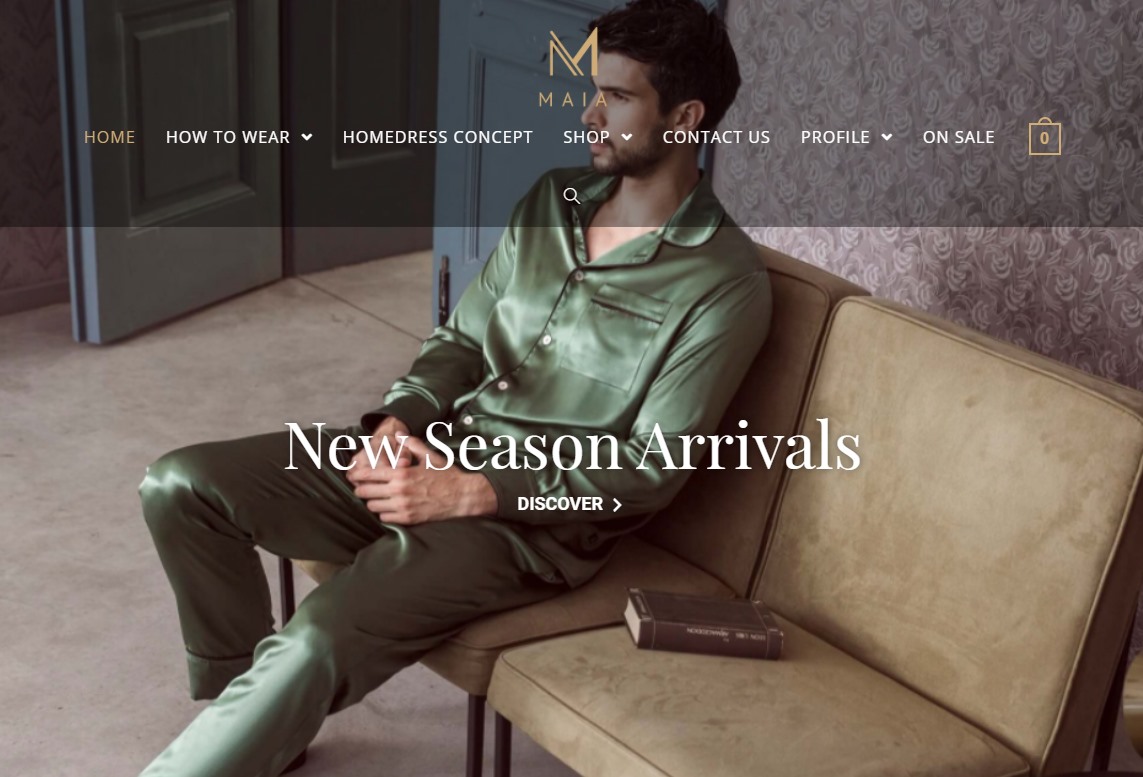 MAIA
HOME HOW TO WEAR HOMEDRESS CONCEPT SHOP CONTACT US PROFILE ON SALE 0
New Season Arrivals
DISCOVER